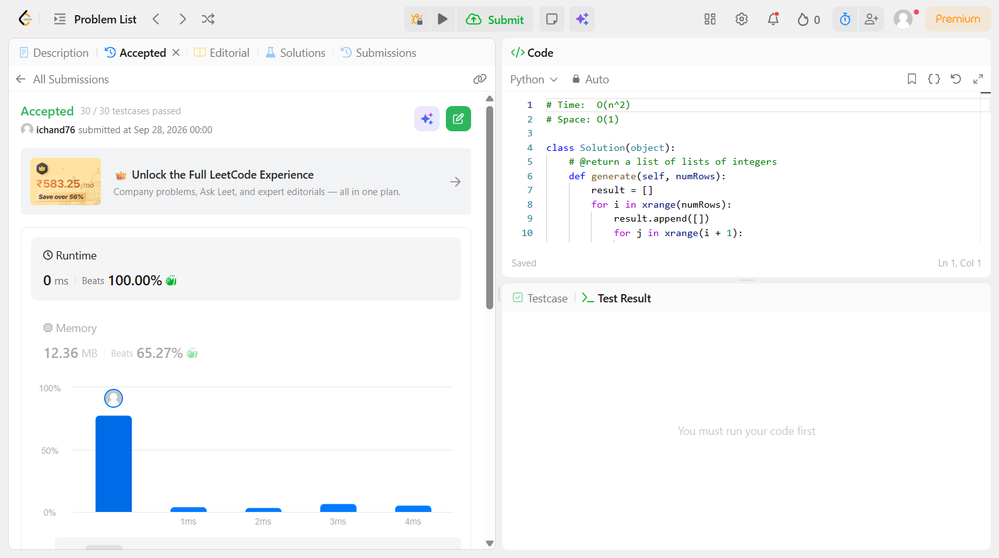 Problem List
Submit
0
Premium
Description
Accepted
Editorial
Solutions
Submissions
All Submissions
Accepted 30 / 30 testcases passed
ichand76 submitted at Sep 28, 2026 00:00
₹583.25/mo
Save over 56%
Unlock the Full LeetCode Experience
Company problems, Ask Leet, and expert editorials — all in one plan.
Runtime
0 ms Beats 100.00%
Memory
12.36 MB Beats 65.27%
100%
50%
0%
1ms 2ms 3ms 4ms
</> Code
Python Auto
1 # Time:  O(n^2)
2 # Space: O(1)
3
4 class Solution(object):
5     # @return a list of lists of integers
6     def generate(self, numRows):
7         result = []
8         for i in xrange(numRows):
9             result.append([])
10             for j in xrange(i + 1):
Saved Ln 1, Col 1
Testcase
Test Result
You must run your code first